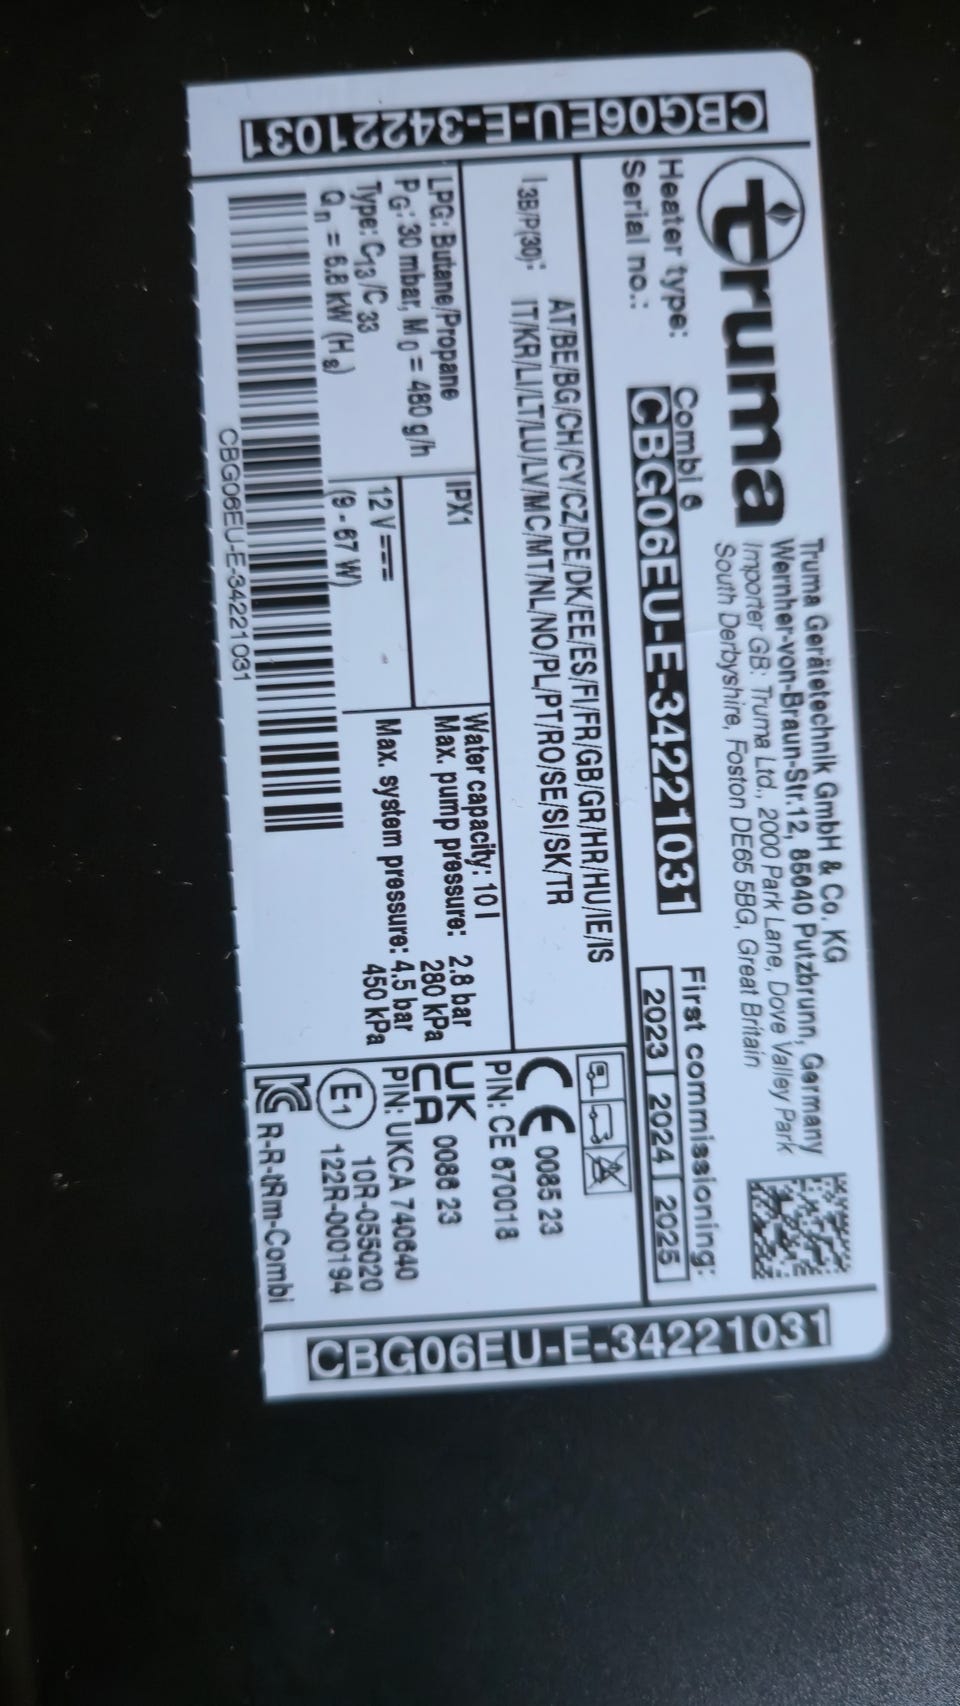 CBG06EU-E-34221031
truma
Truma Gerätetechnik GmbH & Co. KG
Wernher-von-Braun-Str.12, 85640 Putzbrunn, Germany
Importer GB: Truma Ltd., 2000 Park Lane, Dove Valley Park
South Derbyshire, Foston DE65 5BG, Great Britain
Heater type: Combi 6
Serial no.: CBG06EU-E-34221031
First commissioning:
2023 2024 2025
I3B/P(30): AT/BE/BG/CH/CY/CZ/DE/DK/EE/ES/FI/FR/GB/GR/HR/HU/IE/IS
IT/KR/LI/LT/LU/LV/MC/MT/NL/NO/PL/PT/RO/SE/SI/SK/TR
LPG: Butane/Propane
PG: 30 mbar, M0 = 480 g/h
Type: C13/C33
Qn = 6.8 kW (Hs)
IPX1
12 V
(9 - 67 W)
Water capacity: 10 l
Max. pump pressure: 2.8 bar
280 kPa
Max. system pressure: 4.5 bar
450 kPa
CE 0085 23
PIN: CE 670018
UK
CA 0086 23
PIN: UKCA 740640
E1 10R-055020
122R-000194
R-R-tRm-Combi
CBG06EU-E-34221031
CBG06EU-E-34221031